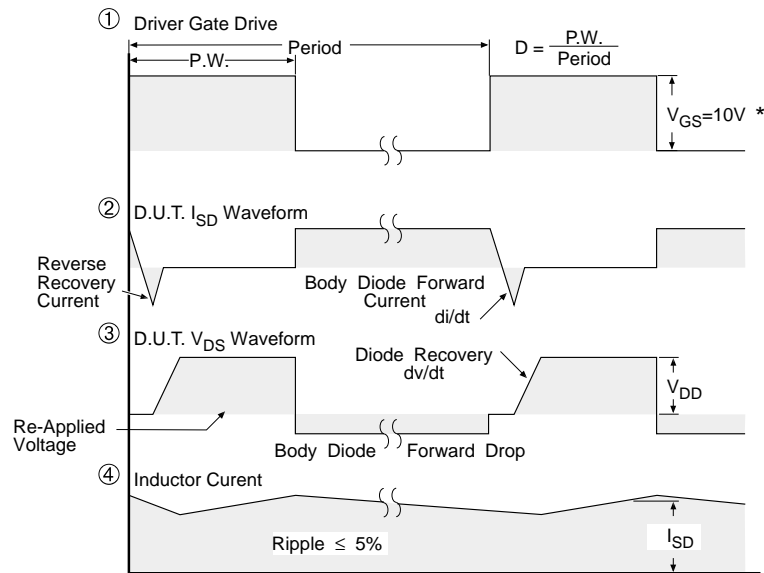 ① Driver Gate Drive
Period
P.W.
D = P.W.
Period
V_GS=10V *
② D.U.T. I_SD Waveform
Reverse
Recovery
Current
Body Diode Forward
Current
di/dt
③ D.U.T. V_DS Waveform
Diode Recovery
dv/dt
V_DD
Re-Applied
Voltage
Body Diode Forward Drop
④ Inductor Curent
Ripple ≤ 5%
I_SD